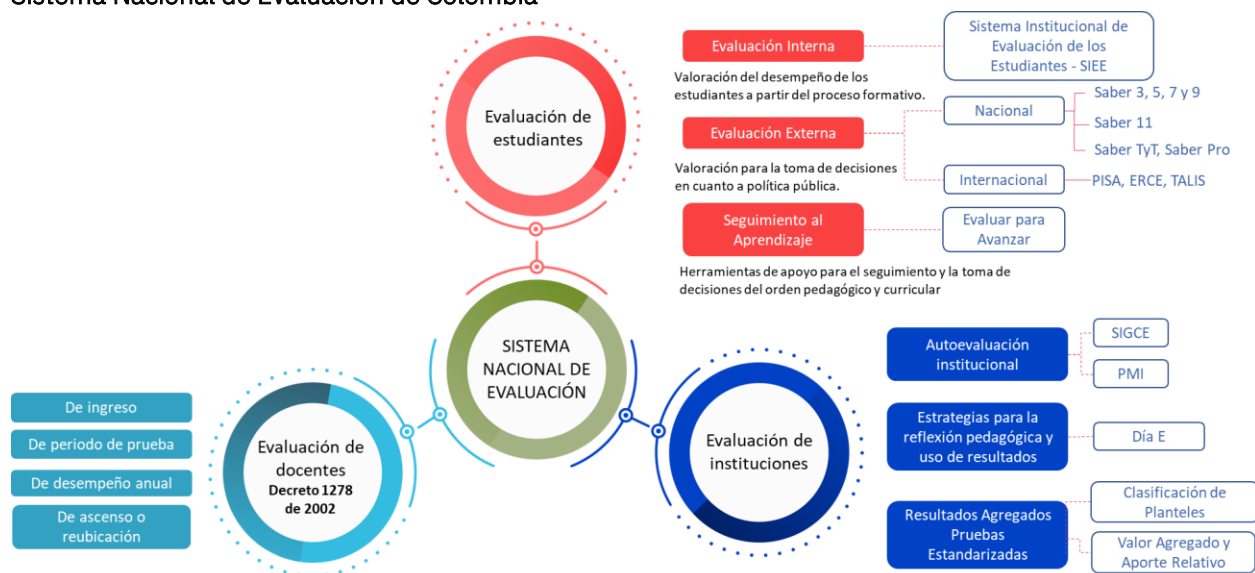 Sistema Nacional de Evaluación de Colombia
Evaluación de
estudiantes
Evaluación Interna
Sistema Institucional de
Evaluación de los
Estudiantes - SIEE
Valoración del desempeño de los
estudiantes a partir del proceso formativo.
Evaluación Externa
Nacional
Saber 3, 5, 7 y 9
Saber 11
Saber TyT, Saber Pro
Valoración para la toma de decisiones
en cuanto a política pública.
Internacional
PISA, ERCE, TALIS
Seguimiento al
Aprendizaje
Evaluar para
Avanzar
Herramientas de apoyo para el seguimiento y la toma de
decisiones del orden pedagógico y curricular
SISTEMA
NACIONAL DE
EVALUACIÓN
De ingreso
De periodo de prueba
De desempeño anual
De ascenso o
reubicación
Evaluación de
docentes
Decreto 1278
de 2002
Evaluación de
instituciones
Autoevaluación
institucional
SIGCE
PMI
Estrategias para la
reflexión pedagógica y
uso de resultados
Día E
Resultados Agregados
Pruebas
Estandarizadas
Clasificación de
Planteles
Valor Agregado y
Aporte Relativo